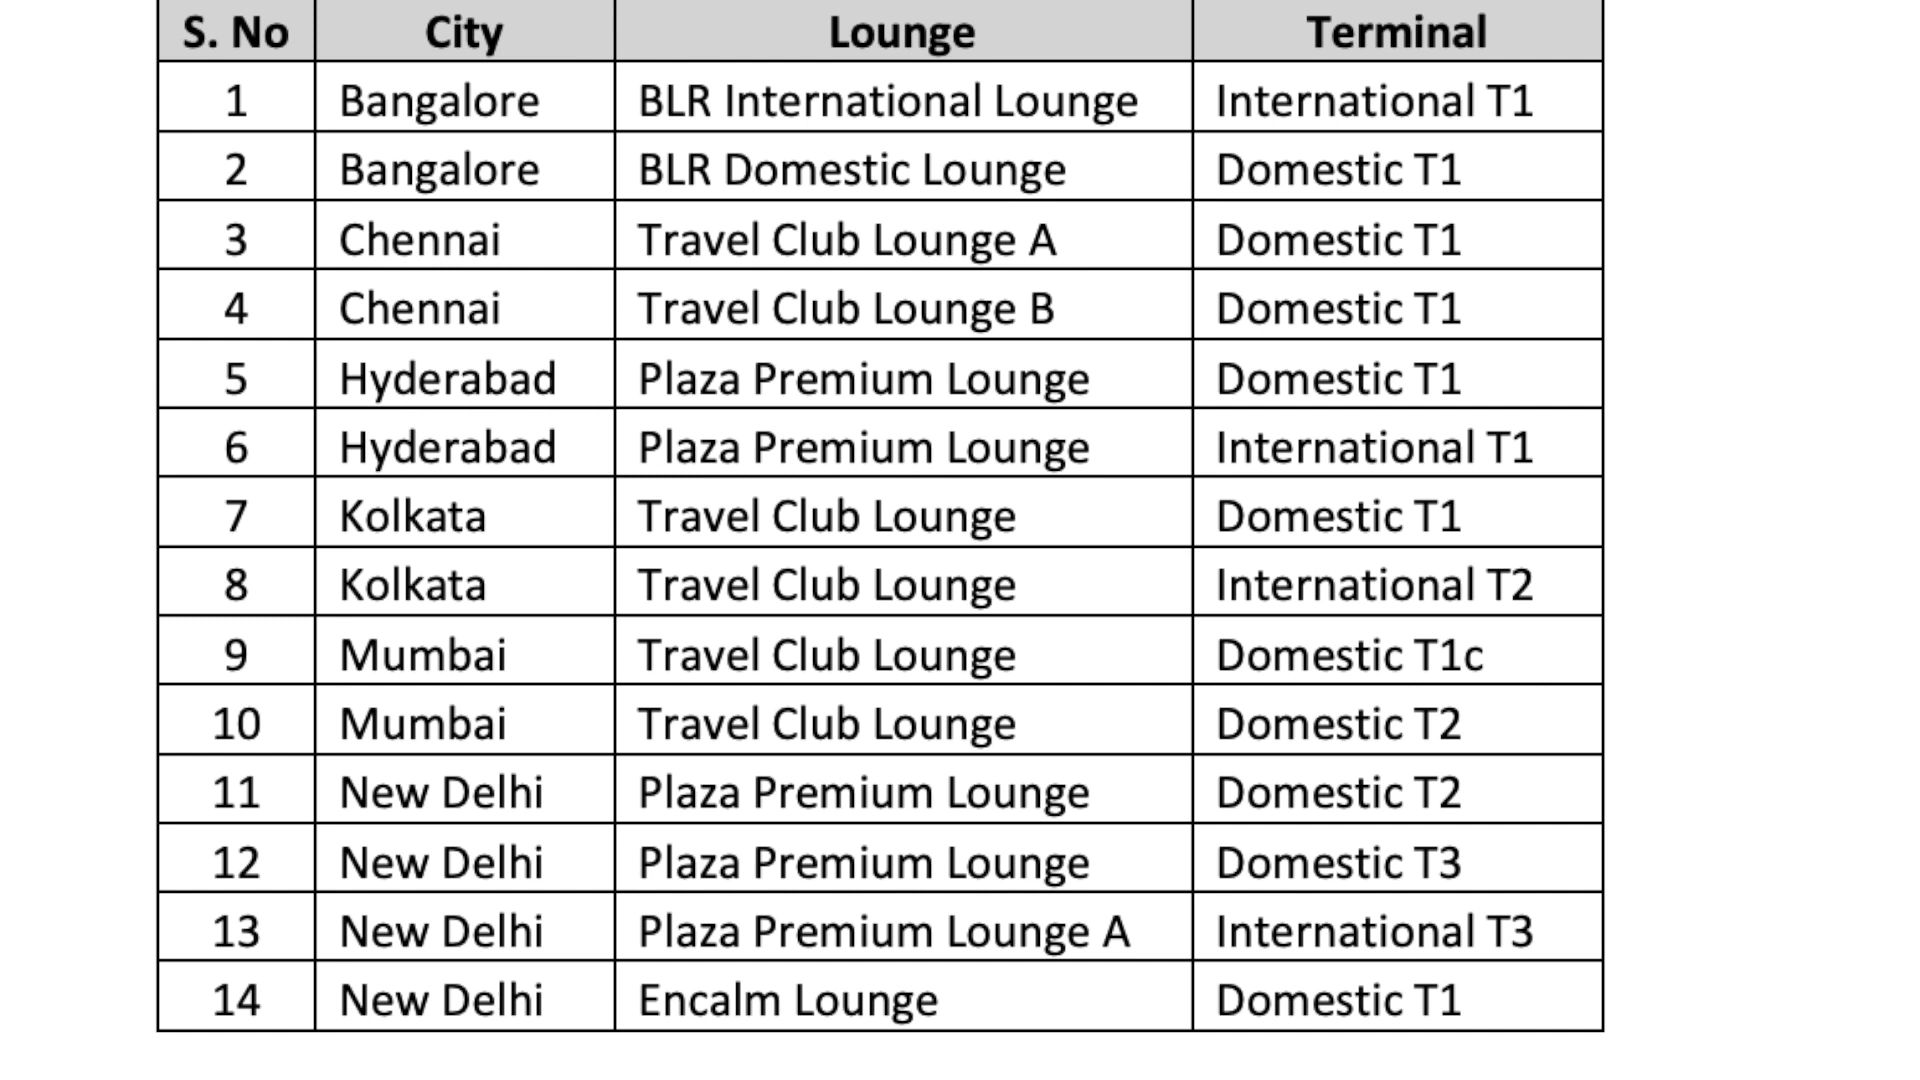 S. No City Lounge Terminal
1 Bangalore BLR International Lounge International T1
2 Bangalore BLR Domestic Lounge Domestic T1
3 Chennai Travel Club Lounge A Domestic T1
4 Chennai Travel Club Lounge B Domestic T1
5 Hyderabad Plaza Premium Lounge Domestic T1
6 Hyderabad Plaza Premium Lounge International T1
7 Kolkata Travel Club Lounge Domestic T1
8 Kolkata Travel Club Lounge International T2
9 Mumbai Travel Club Lounge Domestic T1c
10 Mumbai Travel Club Lounge Domestic T2
11 New Delhi Plaza Premium Lounge Domestic T2
12 New Delhi Plaza Premium Lounge Domestic T3
13 New Delhi Plaza Premium Lounge A International T3
14 New Delhi Encalm Lounge Domestic T1